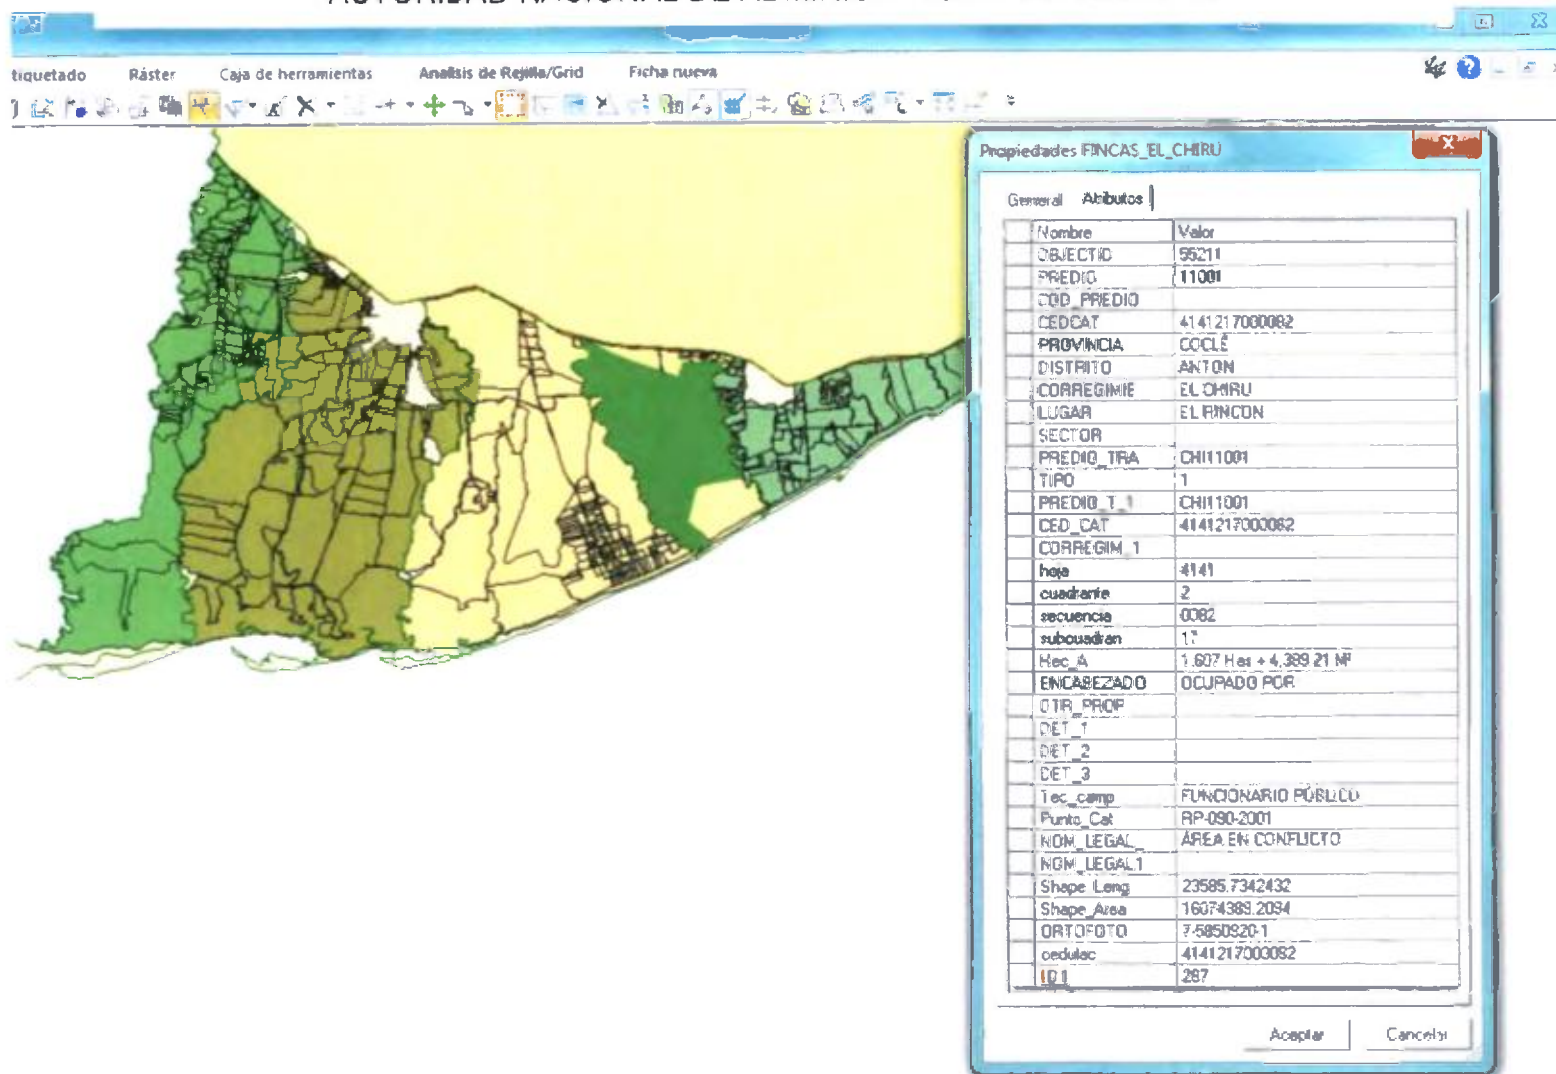 tiquetado Ráster Caja de herramientas Analisis de Rejilla/Grid Ficha nueva
Propiedades FINCAS_EL_CHIRU
General Atributos
Nombre Valor
OBJECTID 55211
PREDIO 11001
COD_PREDIO
CEDCAT 4141217000082
PROVINCIA COCLÉ
DISTRITO ANTON
CORREGIMIE EL CHIRU
LUGAR EL RINCON
SECTOR
PREDIO_TRA CHI11001
TIPO 1
PREDIO_T_1 CHI11001
CED_CAT 4141217000082
CORREGIM_1
hoja 4141
cuadrante 2
secuencia 0082
subcuadran 17
Hec_A 1,607 Has + 4,389.21 M²
ENCABEZADO OCUPADO POR
OTR_PROP
DET_1
DET_2
DET_3
Tec_camp FUNCIONARIO PÚBLICO
Punto_Cat RP-090-2001
NOM_LEGAL_ ÁREA EN CONFLICTO
NOM_LEGAL1
Shape_Leng 23585.7342432
Shape_Area 16074389.2094
ORTOFOTO 7-5850920-1
cedulac 4141217000082
ID1 287
Aceptar Cancelar